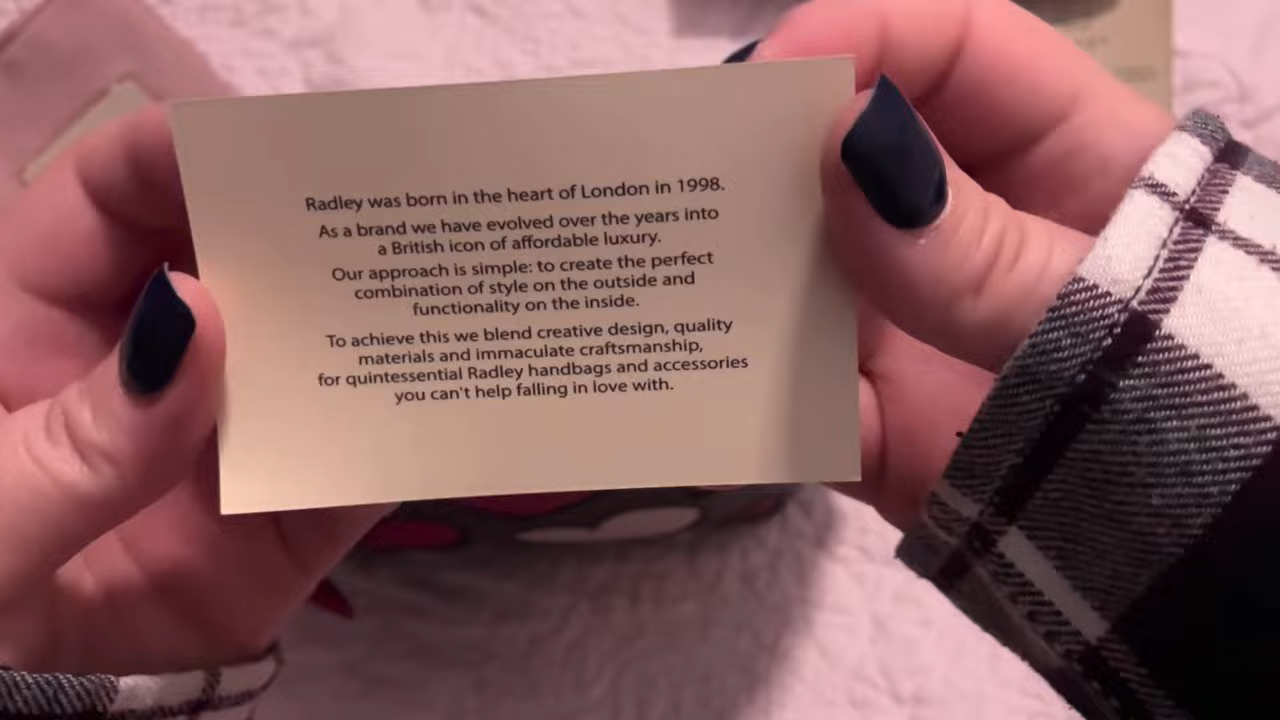 Radley was born in the heart of London in 1998.
As a brand we have evolved over the years into
a British icon of affordable luxury.
Our approach is simple: to create the perfect
combination of style on the outside and
functionality on the inside.
To achieve this we blend creative design, quality
materials and immaculate craftsmanship,
for quintessential Radley handbags and accessories
you can't help falling in love with.